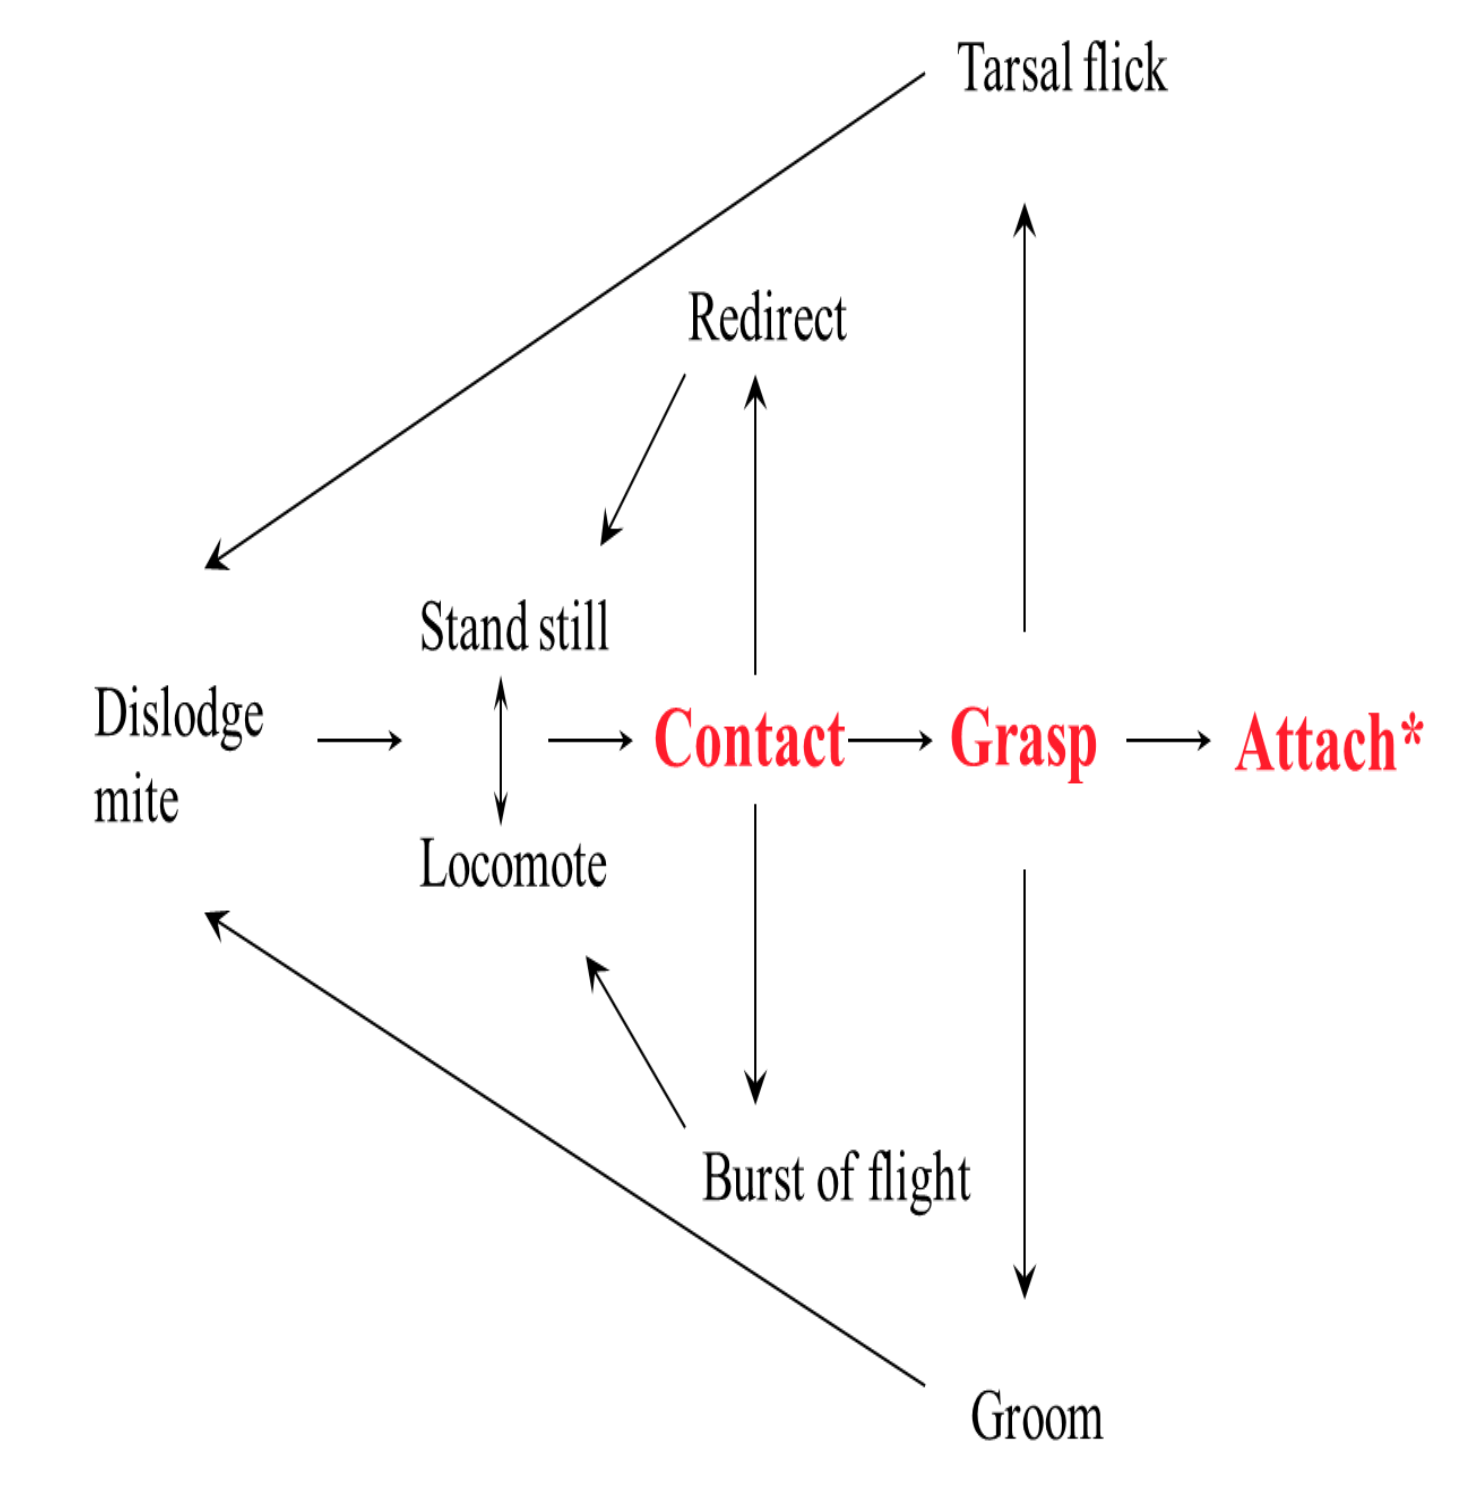 Tarsal flick
Redirect
Stand still
Dislodge
mite
Contact
Grasp
Attach*
Locomote
Burst of flight
Groom